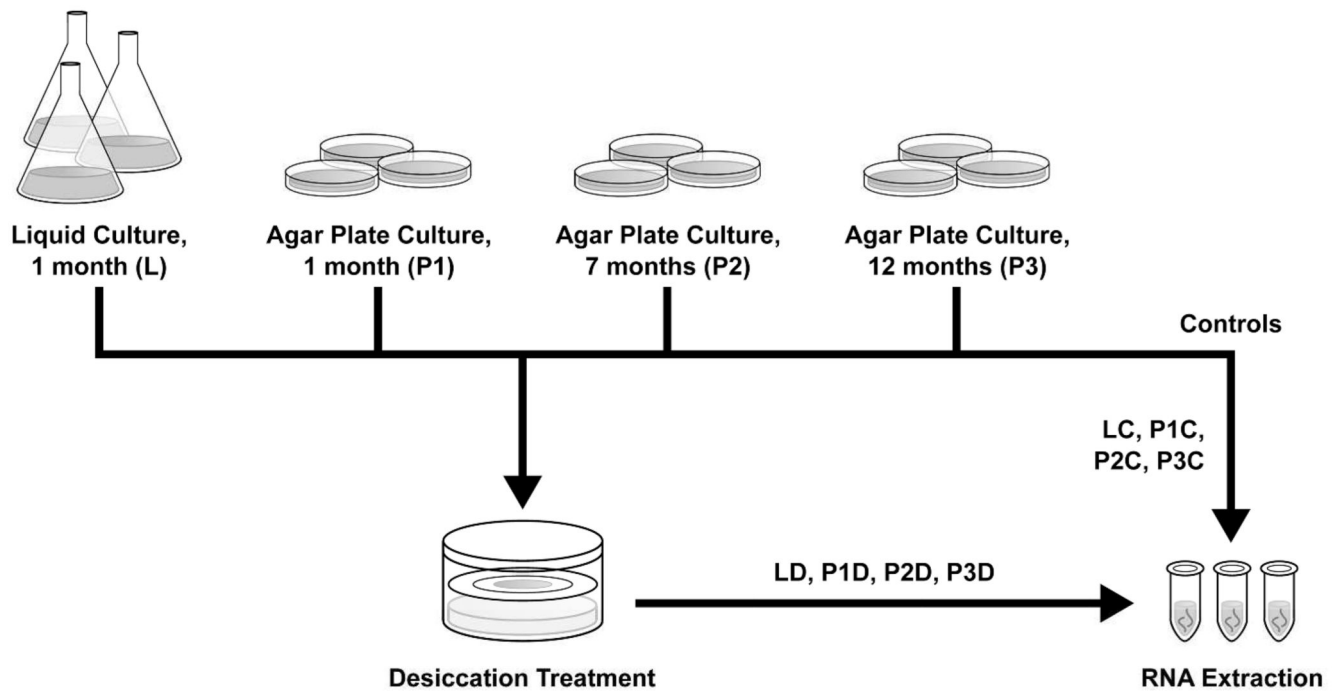 Liquid Culture,
1 month (L)
Agar Plate Culture,
1 month (P1)
Agar Plate Culture,
7 months (P2)
Agar Plate Culture,
12 months (P3)
Controls
LC, P1C,
P2C, P3C
LD, P1D, P2D, P3D
Desiccation Treatment
RNA Extraction